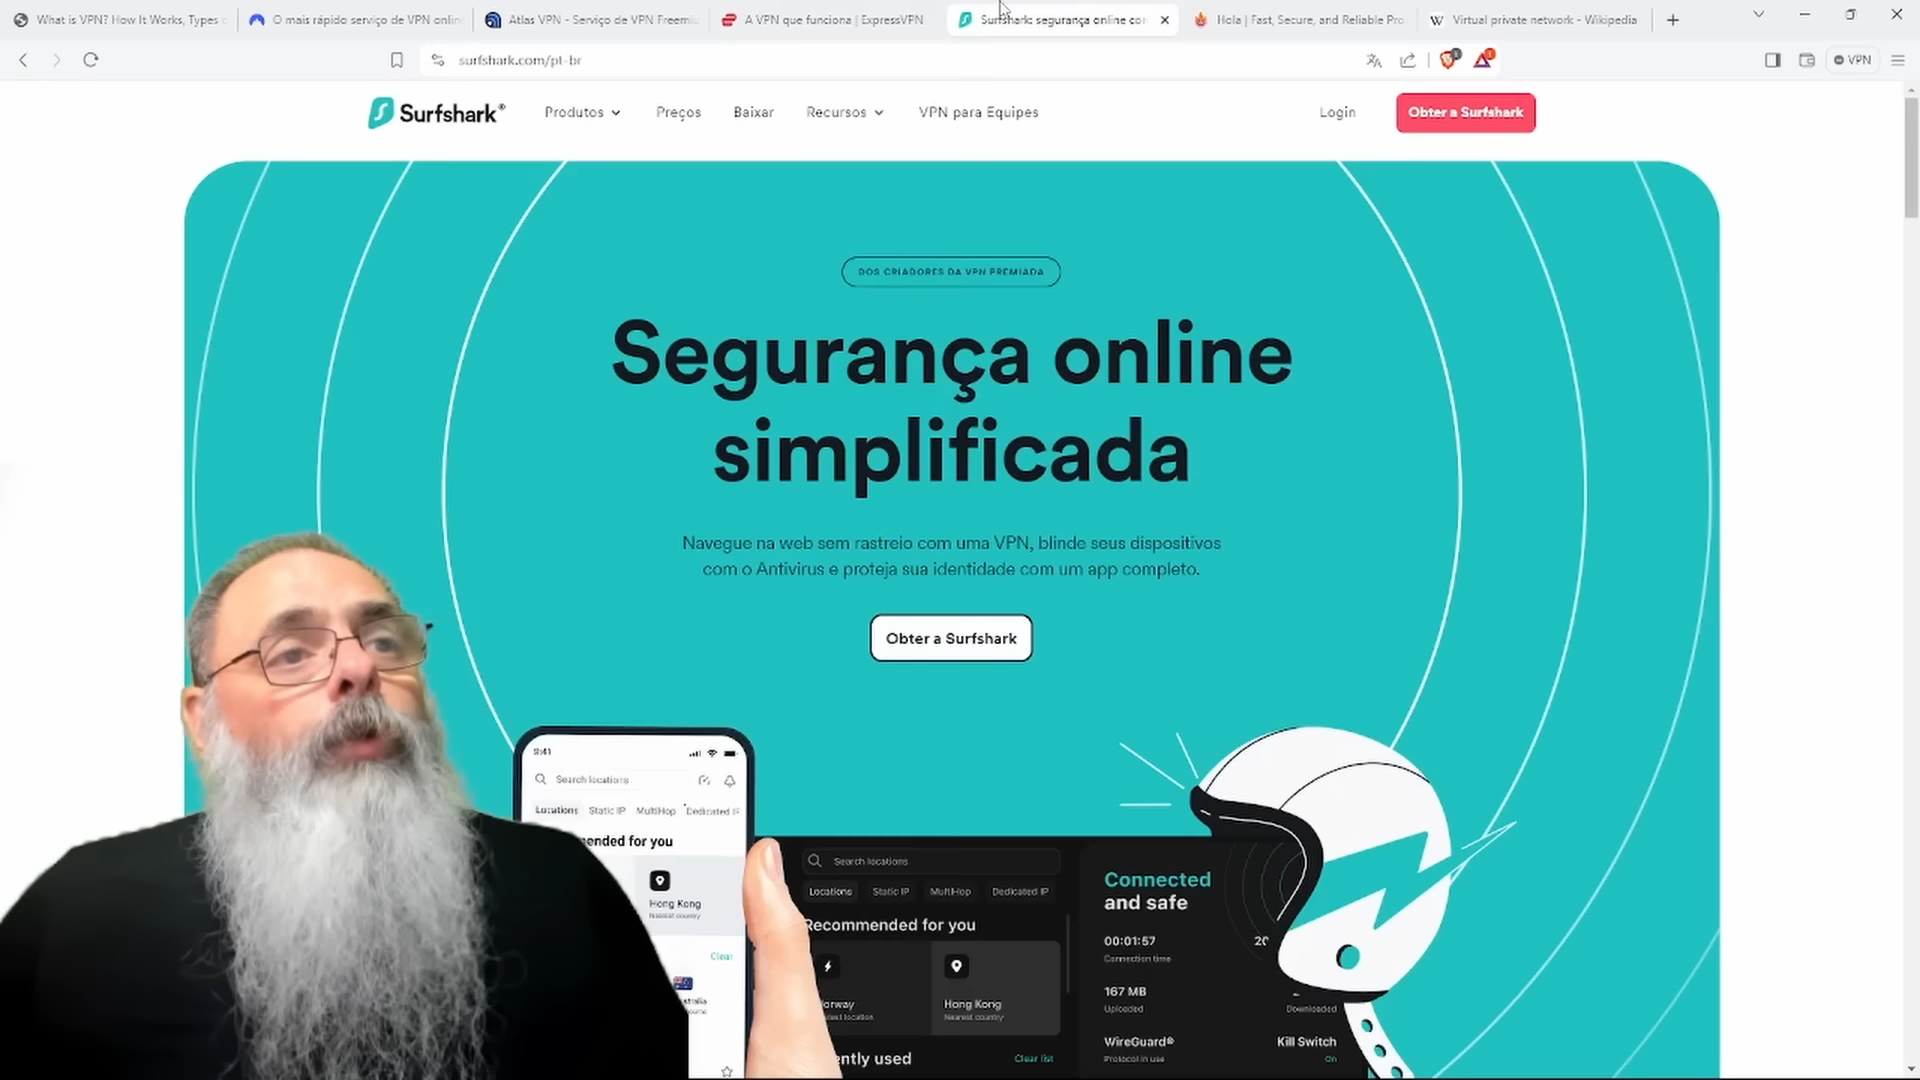 What is VPN? How It Works, Types
O mais rápido serviço de VPN onlin
Atlas VPN - Serviço de VPN Freemi
A VPN que funciona | ExpressVPN
Surfshark: segurança online co
Hola | Fast, Secure, and Reliable Pro
Virtual private network - Wikipedia
surfshark.com/pt-br
VPN
Surfshark®
Produtos
Preços
Baixar
Recursos
VPN para Equipes
Login
Obter a Surfshark
DOS CRIADORES DA VPN PREMIADA
Segurança online
simplificada
Navegue na web sem rastreio com uma VPN, blinde seus dispositivos
com o Antivirus e proteja sua identidade com um app completo.
Obter a Surfshark
9:41
Search locations
Locations Static IP MultiHop Dedicated IP
ended for you
Hong Kong
Nearest country
Clear
Search locations
Locations Static IP MultiHop Dedicated IP
Recommended for you
Norway
Hong Kong
Nearest country
ently used
Clear list
Connected
and safe
00:01:57
Connection time
167 MB
Uploaded
Downloaded
WireGuard®
Protocol in use
Kill Switch
On